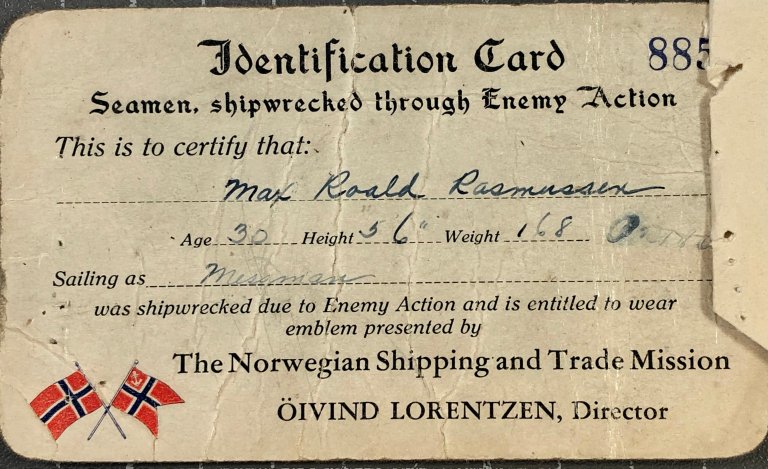 Identification Card 885
Seamen, shipwrecked through Enemy Action
This is to certify that:
Max Roald Rasmussen
Age 30 Height 5 6" Weight 168
Sailing as Messman
was shipwrecked due to Enemy Action and is entitled to wear
emblem presented by
The Norwegian Shipping and Trade Mission
ÖIVIND LORENTZEN, Director